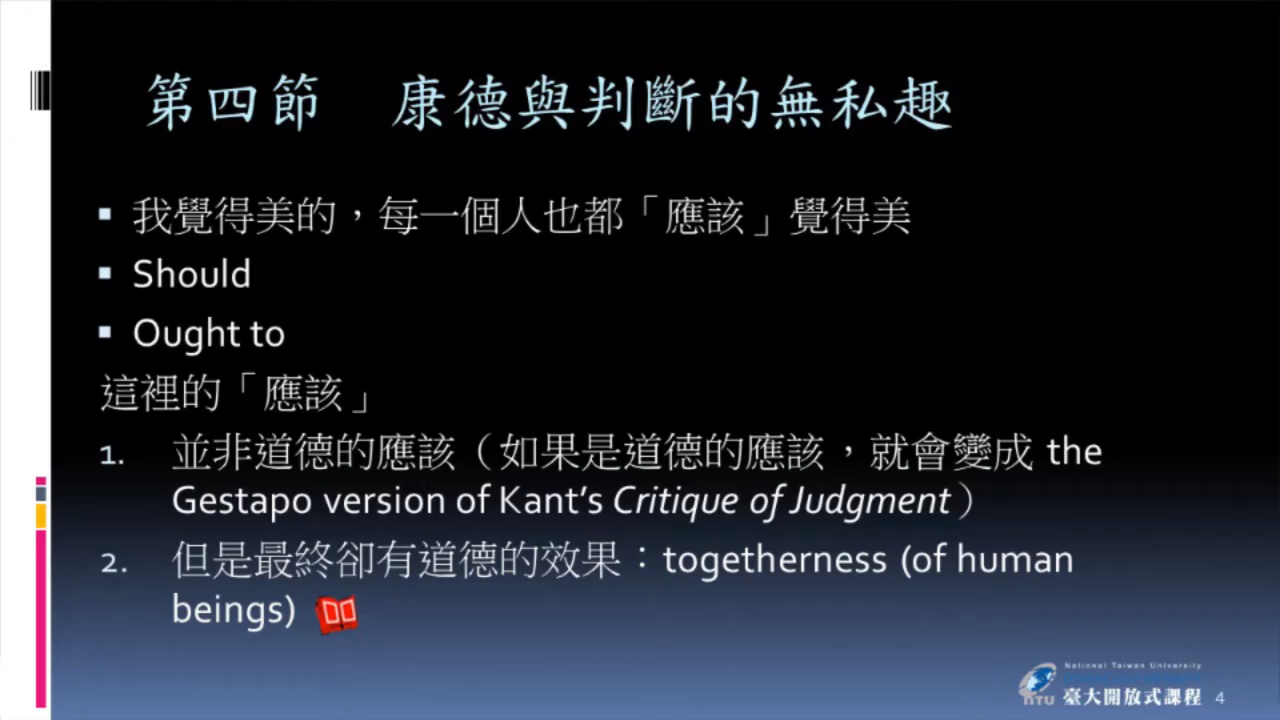 第四節　康德與判斷的無私趣
▪ 我覺得美的，每一個人也都「應該」覺得美
▪ Should
▪ Ought to
這裡的「應該」
1. 並非道德的應該（如果是道德的應該，就會變成 the
Gestapo version of Kant’s Critique of Judgment）
2. 但是最終卻有道德的效果：togetherness (of human
beings)
National Taiwan University
NTU 臺大開放式課程 4